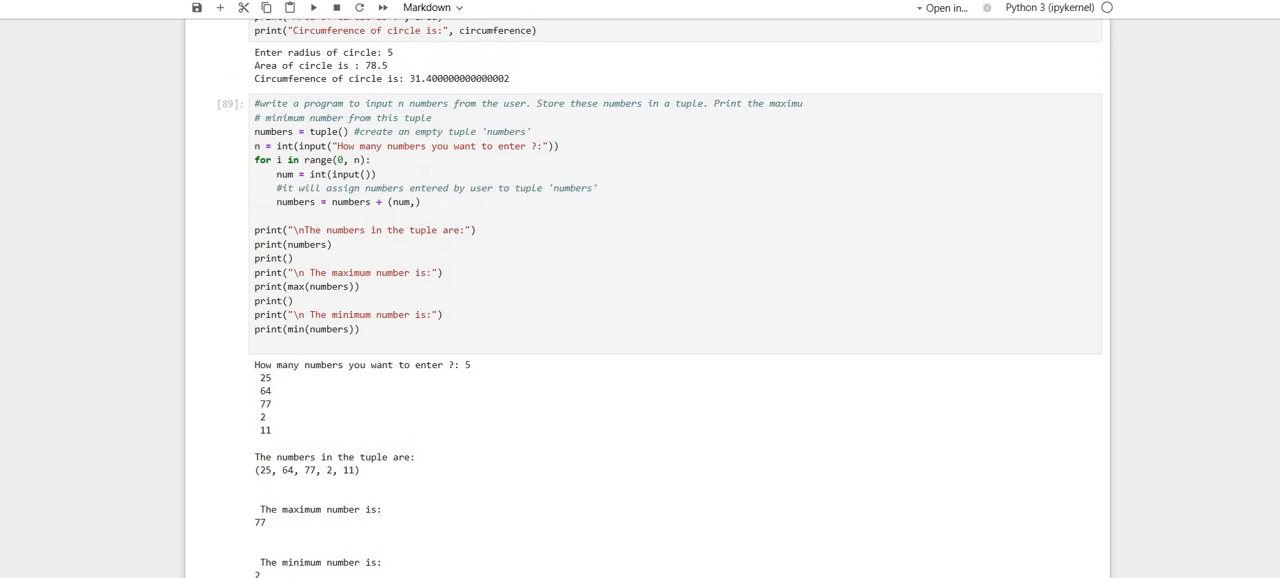 Markdown
Open in...
Python 3 (ipykernel)
print("Circumference of circle is:", circumference)
Enter radius of circle: 5
Area of circle is : 78.5
Circumference of circle is: 31.400000000000002
[89]:
#write a program to input n numbers from the user. Store these numbers in a tuple. Print the maximu
# minimum number from this tuple
numbers = tuple() #create an empty tuple 'numbers'
n = int(input("How many numbers you want to enter ?:"))
for i in range(0, n):
    num = int(input())
    #it will assign numbers entered by user to tuple 'numbers'
    numbers = numbers + (num,)
print("\nThe numbers in the tuple are:")
print(numbers)
print()
print("\n The maximum number is:")
print(max(numbers))
print()
print("\n The minimum number is:")
print(min(numbers))
How many numbers you want to enter ?: 5
25
64
77
2
11
The numbers in the tuple are:
(25, 64, 77, 2, 11)
The maximum number is:
77
The minimum number is:
2